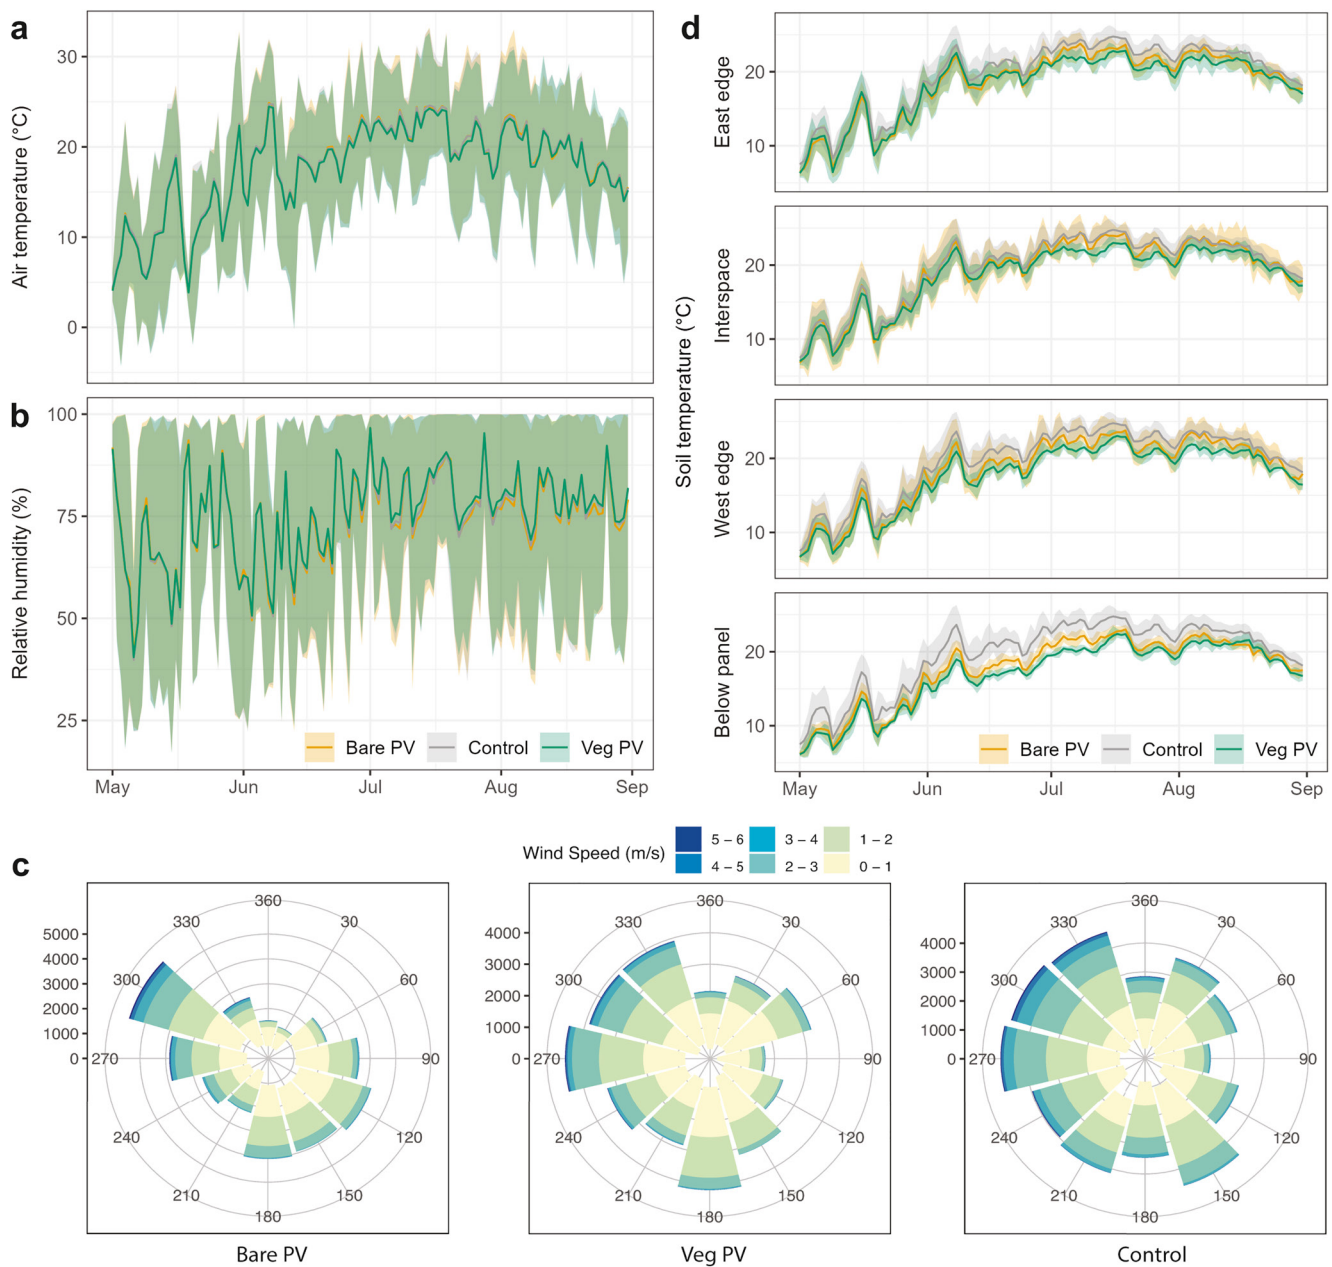 a
Air temperature (°C)
30
20
10
0
b
Relative humidity (%)
100
75
50
25
Bare PV
Control
Veg PV
May
Jun
Jul
Aug
Sep
d
Soil temperature (°C)
East edge
20
10
Interspace
20
10
West edge
20
10
Below panel
20
10
Bare PV
Control
Veg PV
May
Jun
Jul
Aug
Sep
c
Wind Speed (m/s)
5 – 6
3 – 4
1 – 2
4 – 5
2 – 3
0 – 1
5000
4000
3000
2000
1000
0
360
30
60
90
120
150
180
210
240
270
300
330
Bare PV
4000
3000
2000
1000
0
360
30
60
90
120
150
180
210
240
270
300
330
Veg PV
4000
3000
2000
1000
0
360
30
60
90
120
150
180
210
240
270
300
330
Control